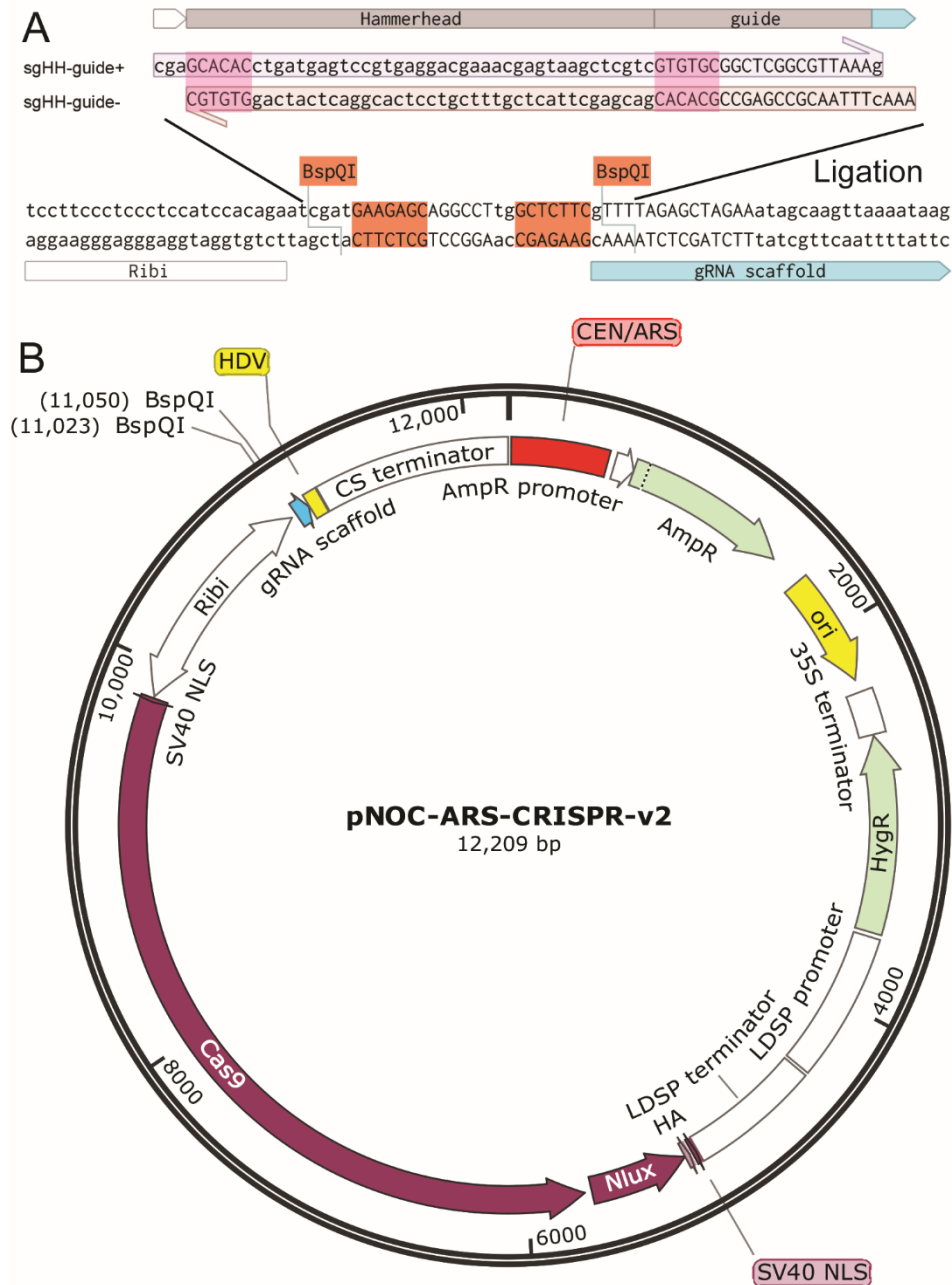 A
Hammerhead guide
sgHH-guide+ cgaGCACACctgatgagtccgtgaggacgaaacgagtaagctcgtcGTGTGCGGCTCGGCGTTAAAg
sgHH-guide- CGTGTGgactactcaggcactcctgctttgctcattcgagcagCACACGCCGAGCCGCAATTTcAAA
BspQI BspQI Ligation
tccttccctccctccatccacagaatcgatGAAGAGCAGGCCTtgGCTCTTCgTTTTAGAGCTAGAAatagcaagttaaaataag
aggaagggagggaggtaggtgtcttagctaCTTCTCGTCCGGAacCGAGAAGcAAAATCTCGATCTTtatcgttcaattttattc
Ribi gRNA scaffold
B
HDV
CEN/ARS
(11,050) BspQI
(11,023) BspQI
12,000
CS terminator
AmpR promoter
AmpR
gRNA scaffold
Ribi
2000
ori
35S terminator
10,000
SV40 NLS
HygR
pNOC-ARS-CRISPR-v2
12,209 bp
LDSP promoter
4000
LDSP terminator
HA
Cas9
8000
Nlux
6000
SV40 NLS